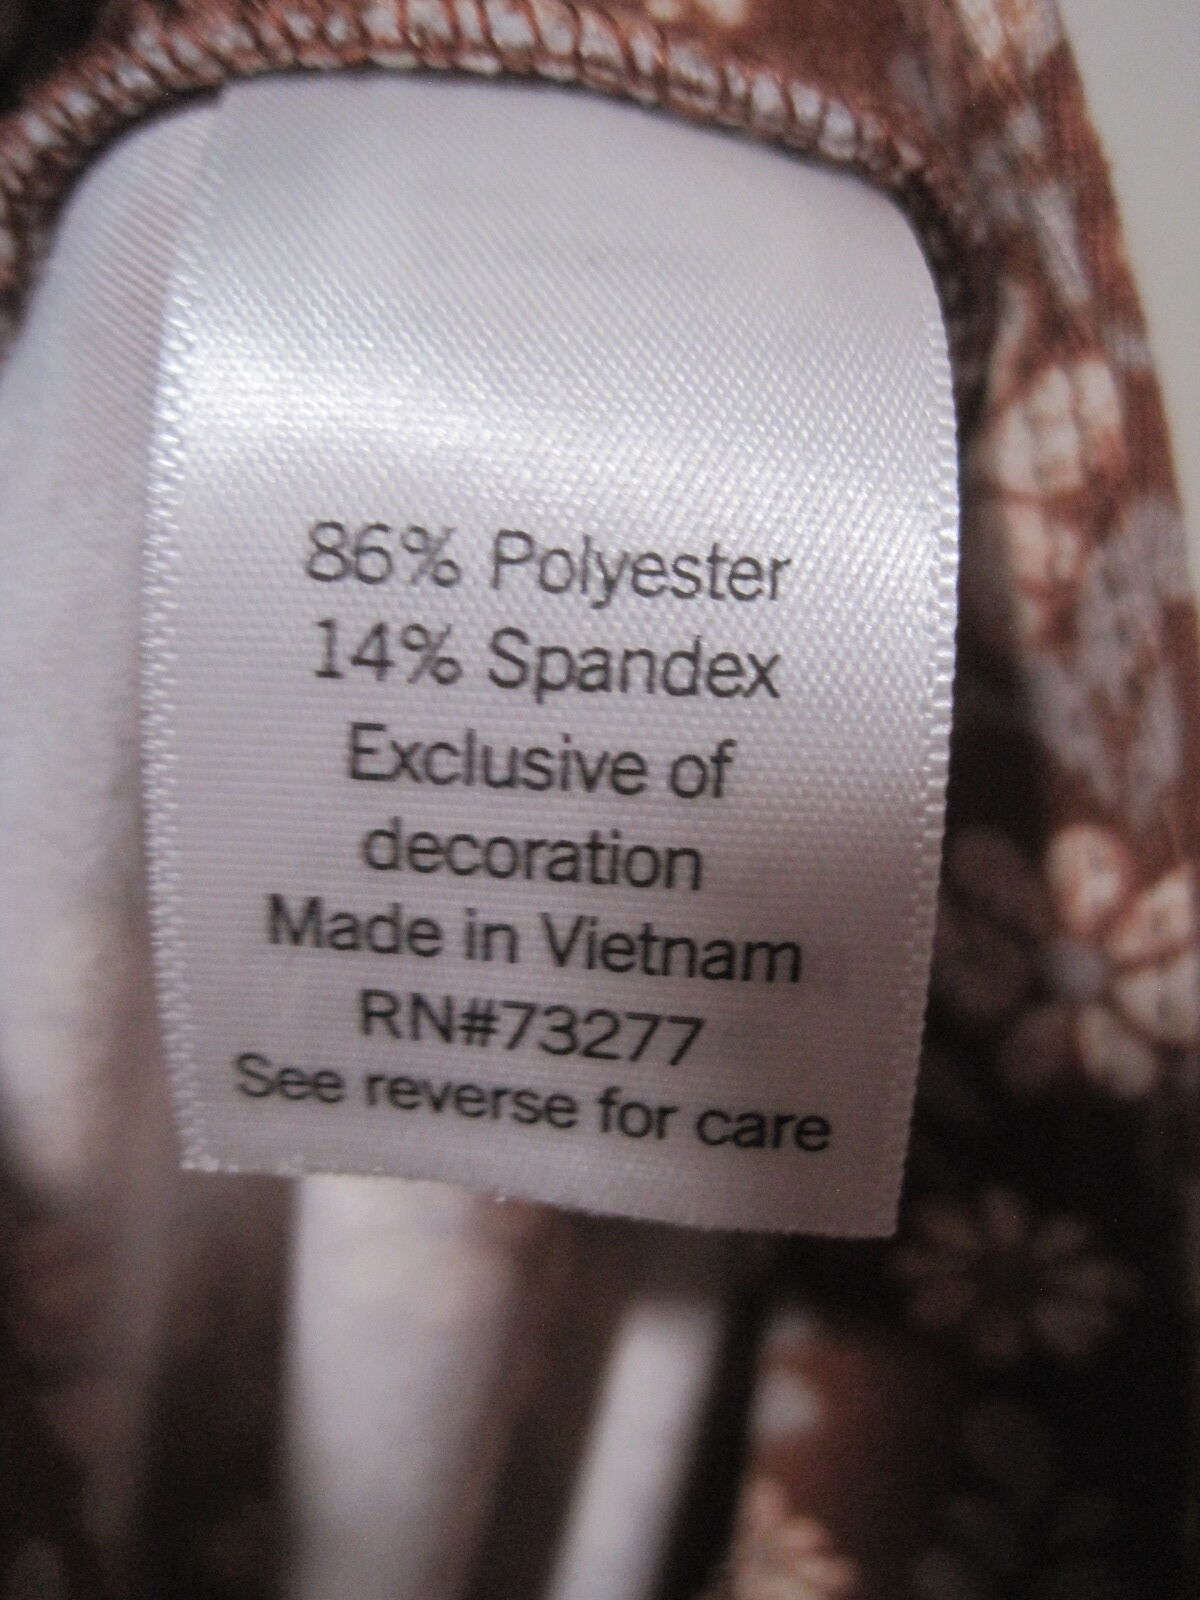 86% Polyester
14% Spandex
Exclusive of
decoration
Made in Vietnam
RN#73277
See reverse for care